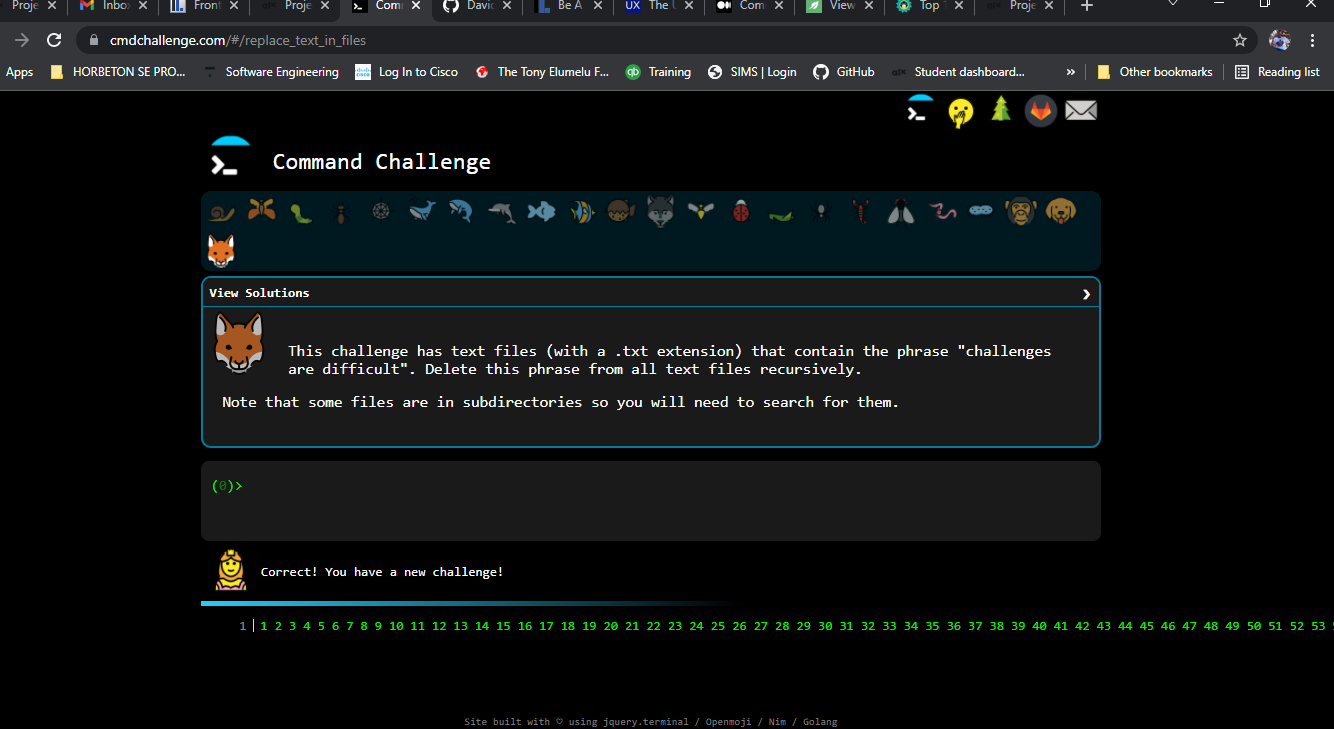 Proje Inbo Front Proje Com Davic Be A UX The U Com View Top Proje
cmdchallenge.com/#/replace_text_in_files
Apps HORBETON SE PRO... Software Engineering Log In to Cisco The Tony Elumelu F... Training SIMS | Login GitHub Student dashboard... » Other bookmarks Reading list
>_ Command Challenge
View Solutions ❯
This challenge has text files (with a .txt extension) that contain the phrase "challenges
are difficult". Delete this phrase from all text files recursively.
Note that some files are in subdirectories so you will need to search for them.
(0)>
Correct! You have a new challenge!
1 | 1 2 3 4 5 6 7 8 9 10 11 12 13 14 15 16 17 18 19 20 21 22 23 24 25 26 27 28 29 30 31 32 33 34 35 36 37 38 39 40 41 42 43 44 45 46 47 48 49 50 51 52 53
Site built with ♡ using jquery.terminal / Openmoji / Nim / Golang